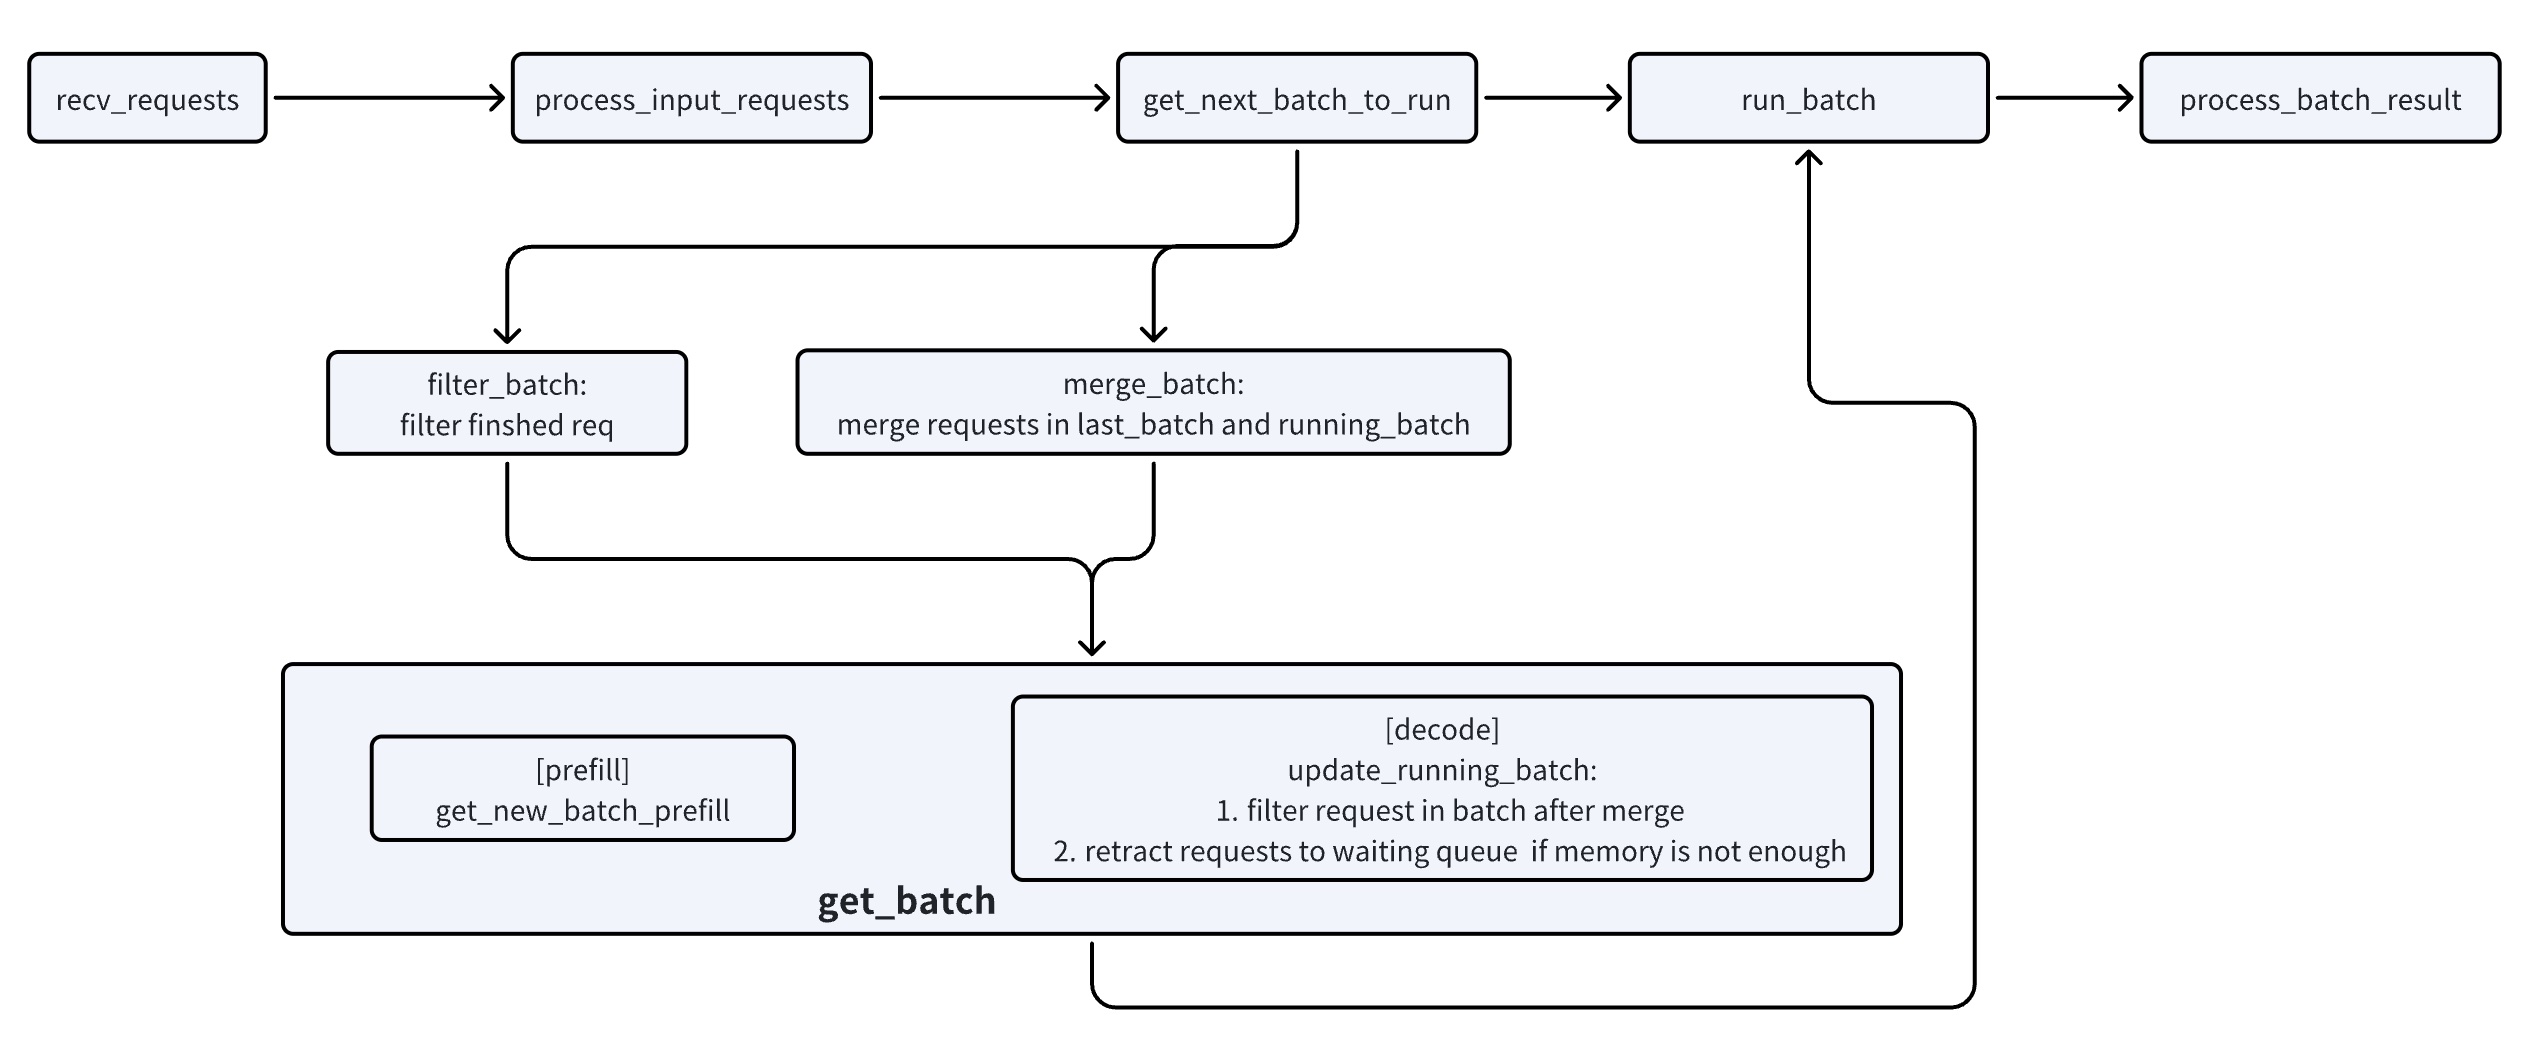 recv_requests
process_input_requests
get_next_batch_to_run
run_batch
process_batch_result
filter_batch:
filter finshed req
merge_batch:
merge requests in last_batch and running_batch
[prefill]
get_new_batch_prefill
[decode]
update_running_batch:
1. filter request in batch after merge
2. retract requests to waiting queue  if memory is not enough
get_batch